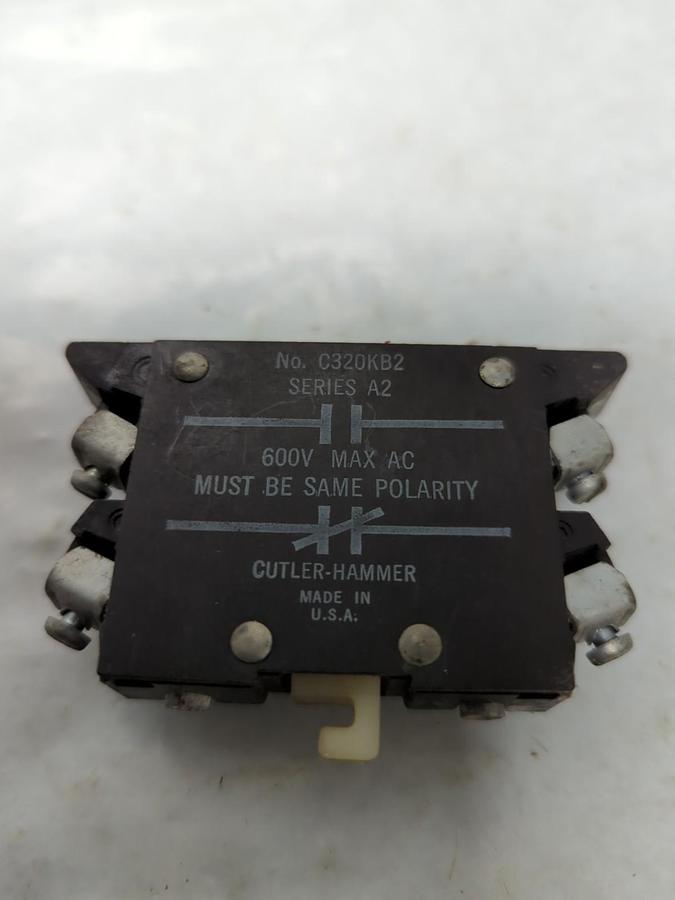 No. C320KB2
SERIES A2
600V MAX AC
MUST BE SAME POLARITY
CUTLER-HAMMER
MADE IN
U.S.A.